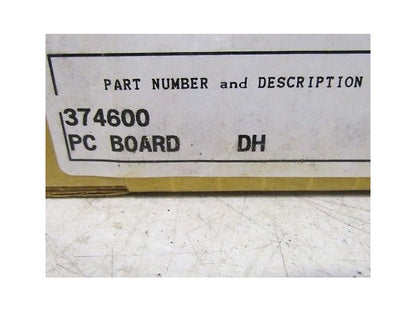 PART NUMBER and DESCRIPTION
374600
PC BOARD DH